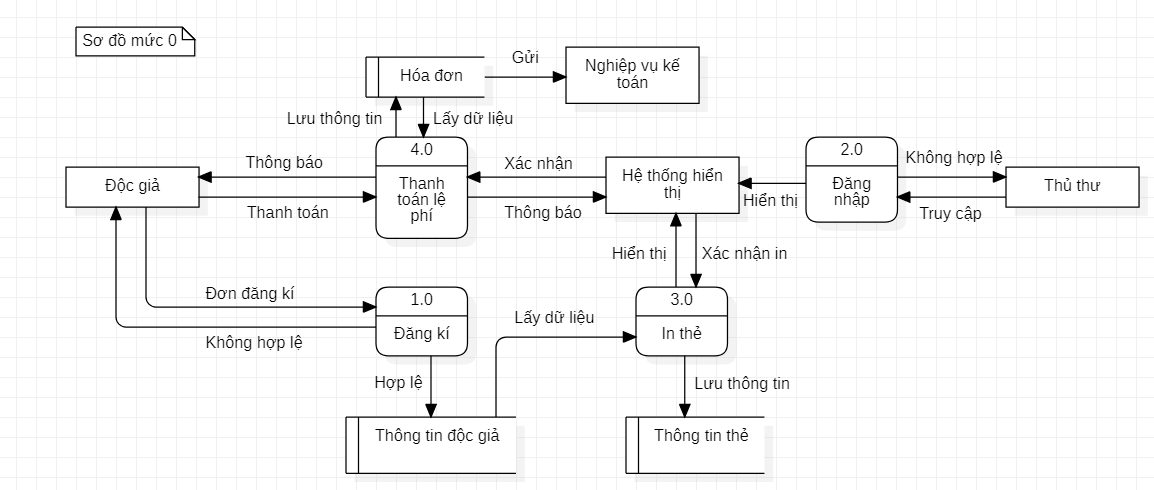 Sơ đồ mức 0
Gửi
Hóa đơn
Nghiệp vụ kế
toán
Lưu thông tin
Lấy dữ liệu
4.0
2.0
Thông báo
Xác nhận
Không hợp lệ
Độc giả
Thanh
toán lệ
phí
Hệ thống hiển
thị
Đăng
nhập
Thủ thư
Thanh toán
Thông báo
Hiển thị
Truy cập
Hiển thị
Xác nhận in
Đơn đăng kí
1.0
3.0
Lấy dữ liệu
Đăng kí
In thẻ
Không hợp lệ
Hợp lệ
Lưu thông tin
Thông tin độc giả
Thông tin thẻ